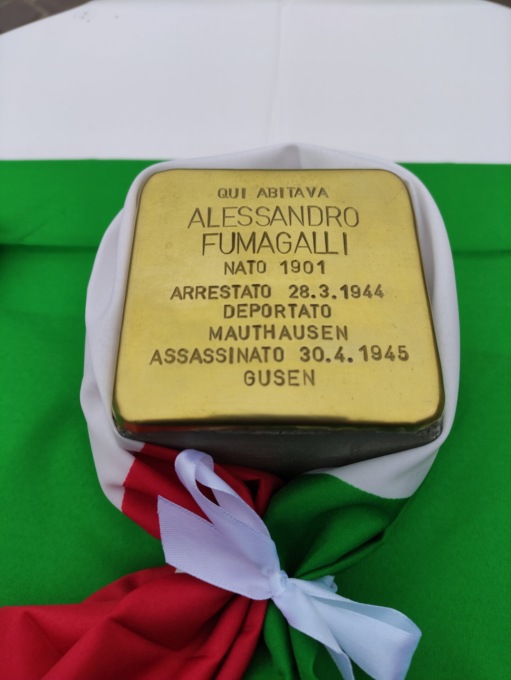 QUI ABITAVA
ALESSANDRO
FUMAGALLI
NATO 1901
ARRESTATO 28.3.1944
DEPORTATO
MAUTHAUSEN
ASSASSINATO 30.4.1945
GUSEN